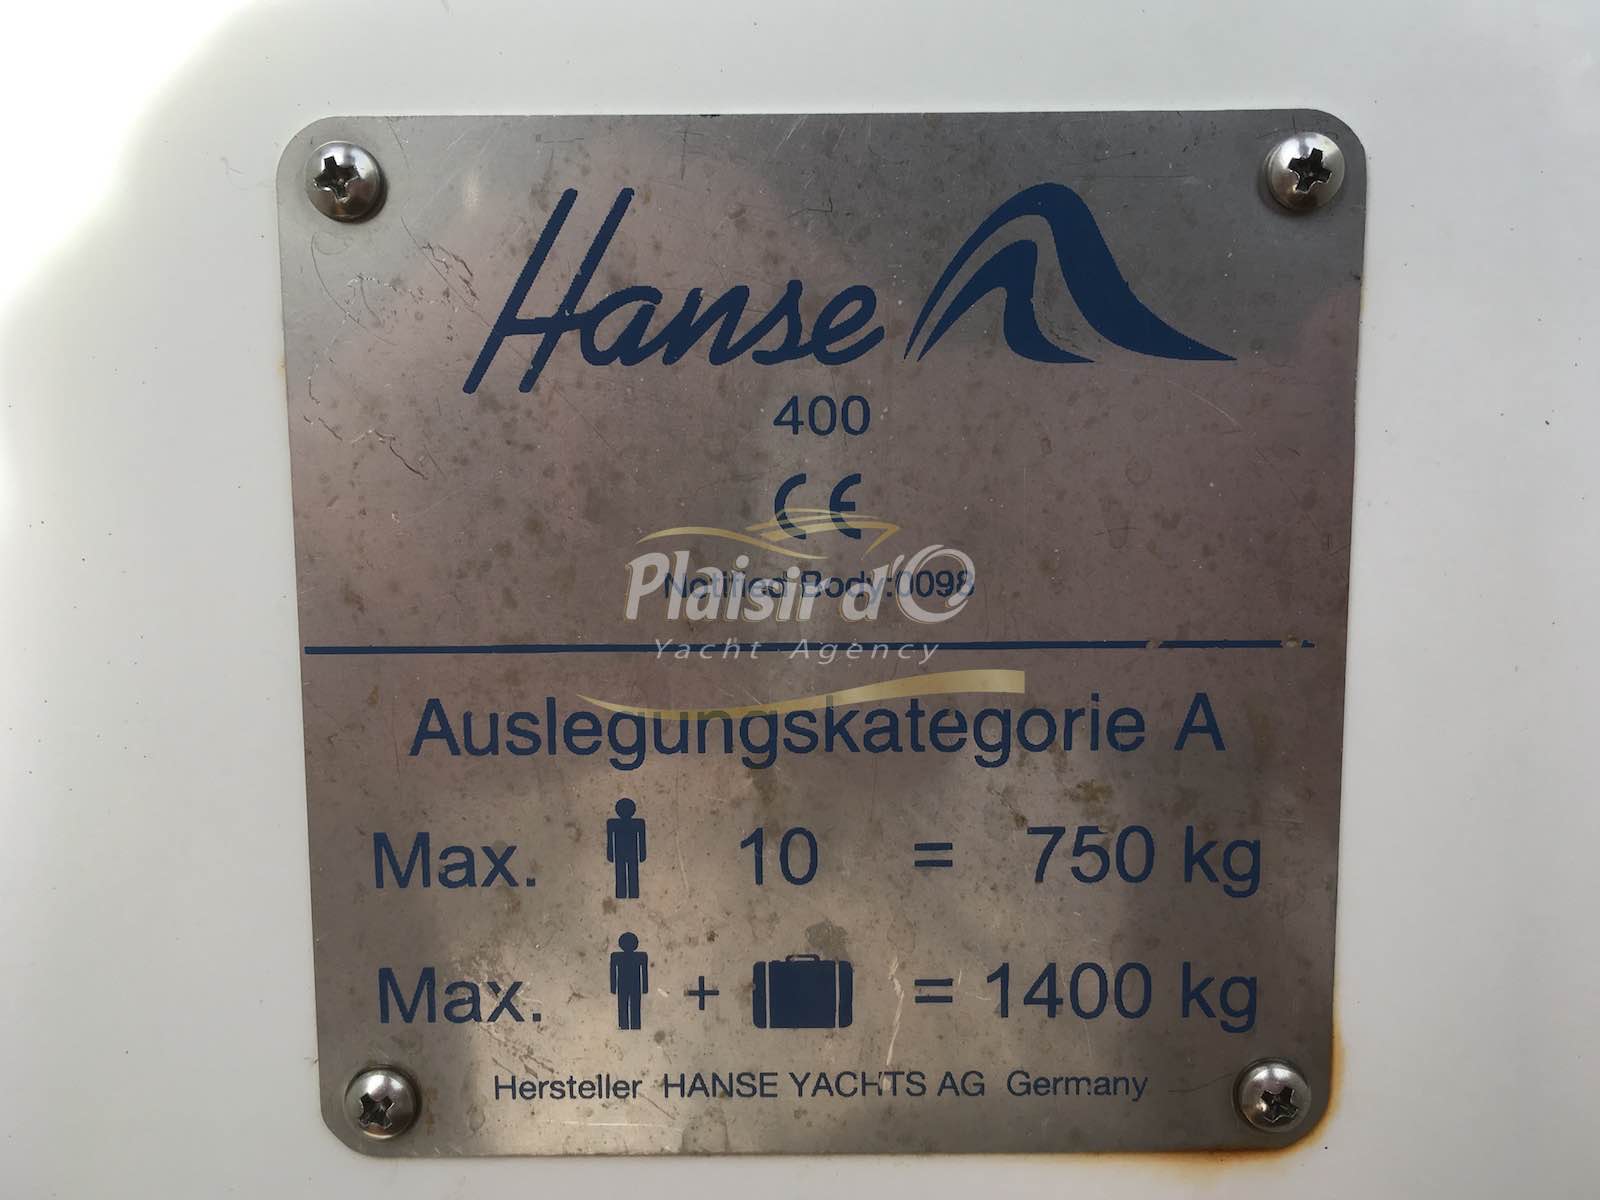 Hanse
400
CE
Notified Body:0098
Plaisir d'O
Yacht Agency
Auslegungskategorie A
Max. 10 = 750 kg
Max. + = 1400 kg
Hersteller HANSE YACHTS AG Germany